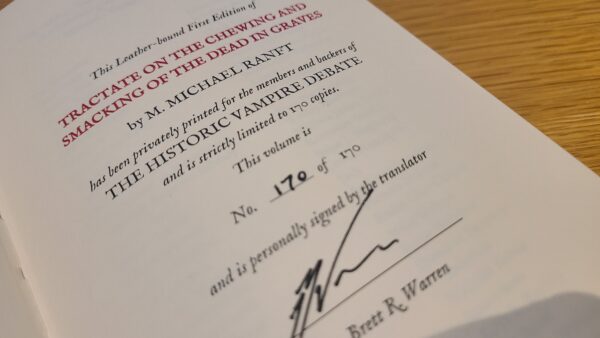 This Leather-bound First Edition of
TRACTATE ON THE CHEWING AND
SMACKING OF THE DEAD IN GRAVES
by M. MICHAEL RANFT
has been privately printed for the members and backers of
THE HISTORIC VAMPIRE DEBATE
and is strictly limited to 170 copies.
This volume is
No. 170 of 170
and is personally signed by the translator
Brett R. Warren